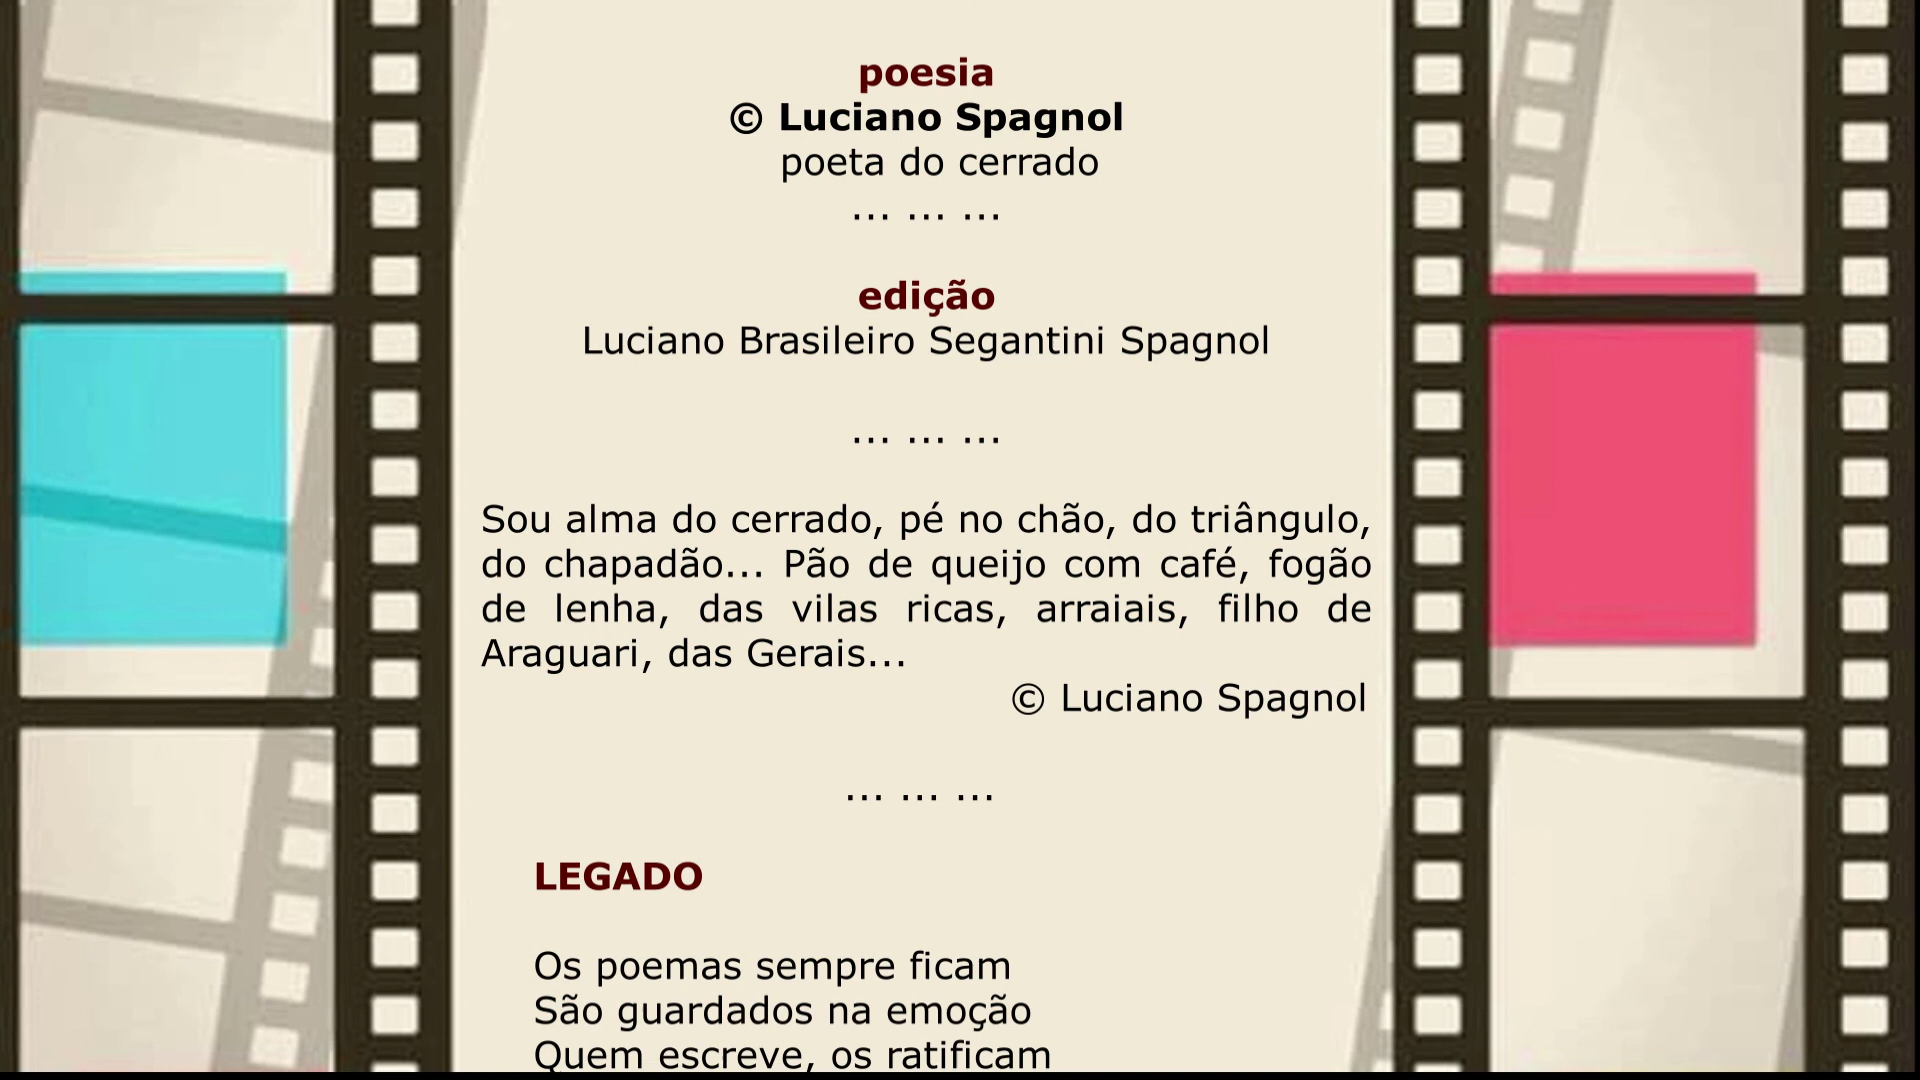 poesia
© Luciano Spagnol
poeta do cerrado
... ... ...
edição
Luciano Brasileiro Segantini Spagnol
... ... ...
Sou alma do cerrado, pé no chão, do triângulo,
do chapadão... Pão de queijo com café, fogão
de lenha, das vilas ricas, arraiais, filho de
Araguari, das Gerais...
© Luciano Spagnol
... ... ...
LEGADO
Os poemas sempre ficam
São guardados na emoção
Quem escreve, os ratificam